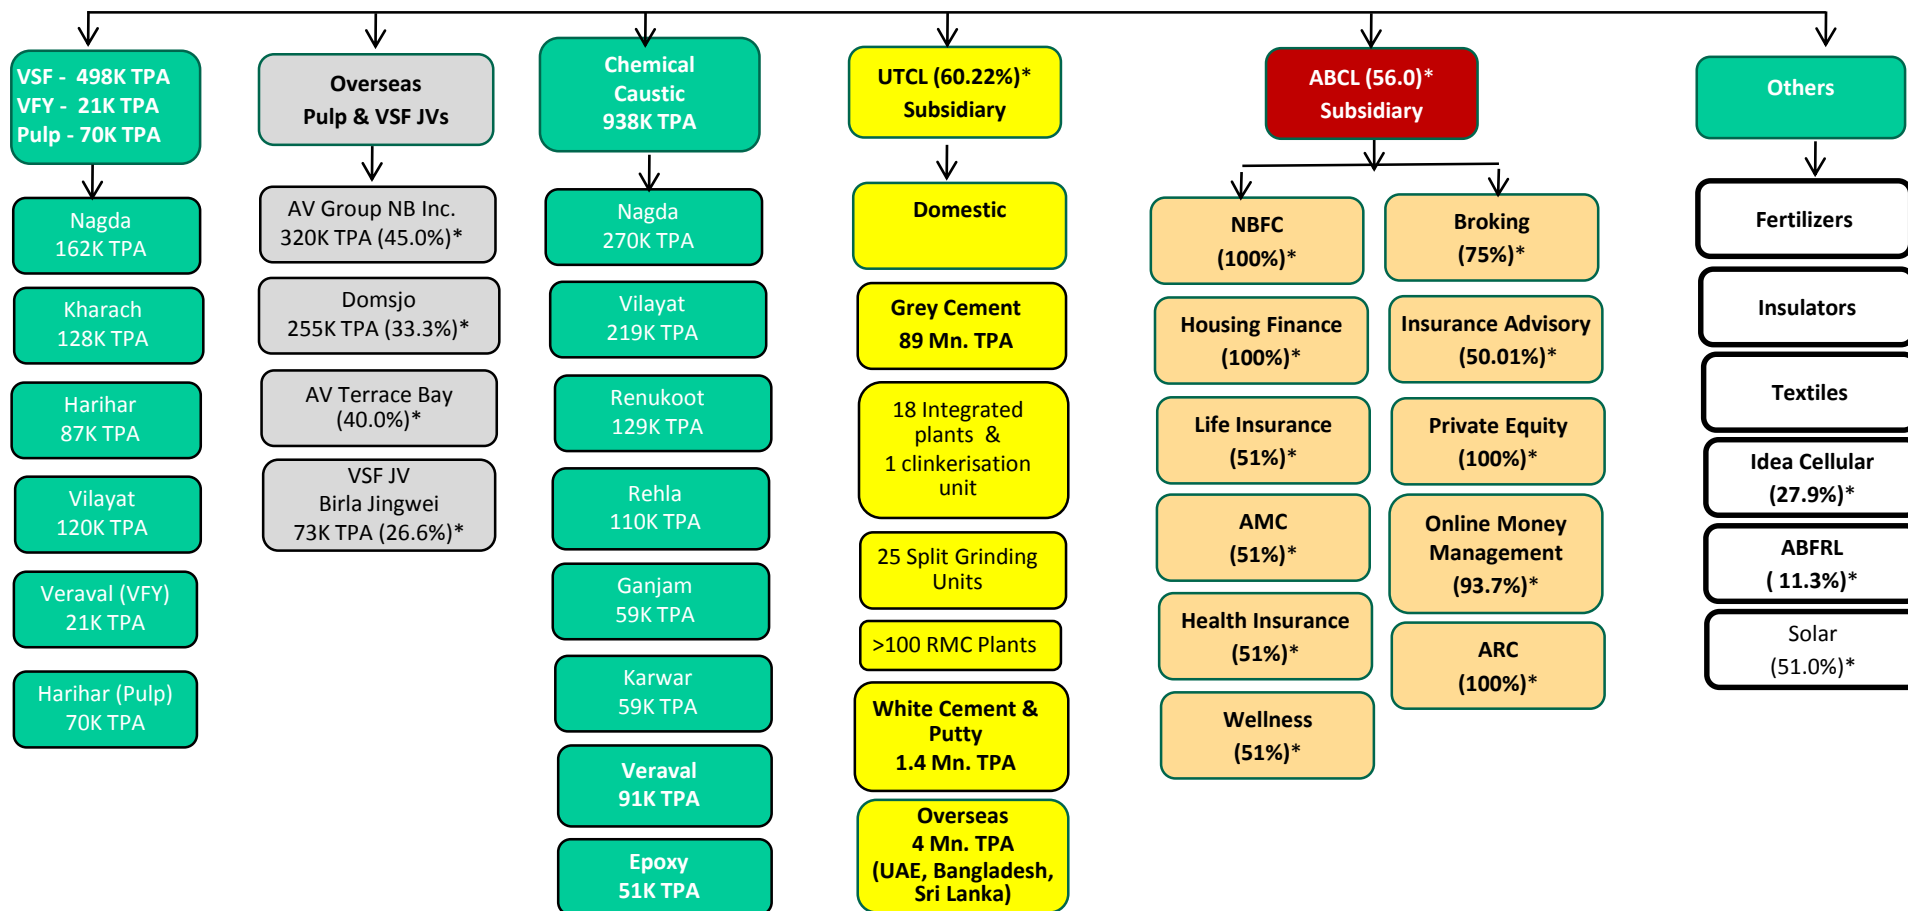 VSF - 498K TPA
VFY - 21K TPA
Pulp - 70K TPA
Nagda
162K TPA
Kharach
128K TPA
Harihar
87K TPA
Vilayat
120K TPA
Veraval (VFY)
21K TPA
Harihar (Pulp)
70K TPA
Overseas
Pulp & VSF JVs
AV Group NB Inc.
320K TPA (45.0%)*
Domsjo
255K TPA (33.3%)*
AV Terrace Bay
(40.0%)*
VSF JV
Birla Jingwei
73K TPA (26.6%)*
Chemical
Caustic
938K TPA
Nagda
270K TPA
Vilayat
219K TPA
Renukoot
129K TPA
Rehla
110K TPA
Ganjam
59K TPA
Karwar
59K TPA
Veraval
91K TPA
Epoxy
51K TPA
UTCL (60.22%)*
Subsidiary
Domestic
Grey Cement
89 Mn. TPA
18 Integrated
plants &
1 clinkerisation
unit
25 Split Grinding
Units
>100 RMC Plants
White Cement &
Putty
1.4 Mn. TPA
Overseas
4 Mn. TPA
(UAE, Bangladesh,
Sri Lanka)
ABCL (56.0)*
Subsidiary
NBFC
(100%)*
Housing Finance
(100%)*
Life Insurance
(51%)*
AMC
(51%)*
Health Insurance
(51%)*
Wellness
(51%)*
Broking
(75%)*
Insurance Advisory
(50.01%)*
Private Equity
(100%)*
Online Money
Management
(93.7%)*
ARC
(100%)*
Others
Fertilizers
Insulators
Textiles
Idea Cellular
(27.9%)*
ABFRL
( 11.3%)*
Solar
(51.0%)*